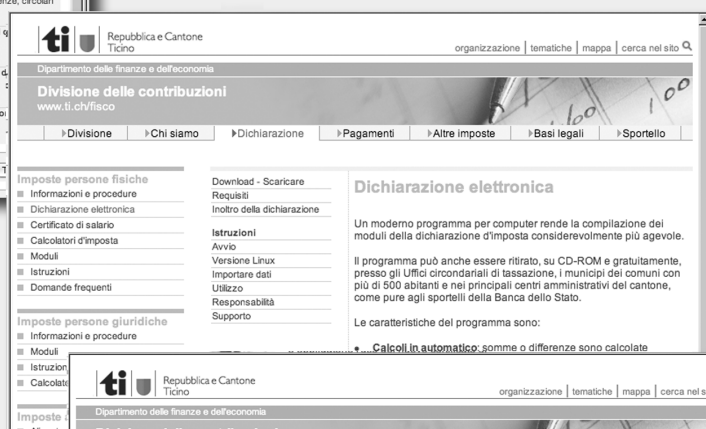 enze, circolari
ti Repubblica e Cantone
Ticino
organizzazione | tematiche | mappa | cerca nel sito
Dipartimento delle finanze e dell'economia
Divisione delle contribuzioni
www.ti.ch/fisco
Divisione
Chi siamo
Dichiarazione
Pagamenti
Altre imposte
Basi legali
Sportello
Imposte persone fisiche
Informazioni e procedure
Dichiarazione elettronica
Certificato di salario
Calcolatori d'imposta
Moduli
Istruzioni
Domande frequenti
Imposte persone giuridiche
Informazioni e procedure
Moduli
Istruzion
Calcolato
Imposte
Download - Scaricare
Requisiti
Inoltro della dichiarazione
Istruzioni
Avvio
Versione Linux
Importare dati
Utilizzo
Responsabilità
Supporto
Dichiarazione elettronica
Un moderno programma per computer rende la compilazione dei
moduli della dichiarazione d'imposta considerevolmente più agevole.
Il programma può anche essere ritirato, su CD-ROM e gratuitamente,
presso gli Uffici circondariali di tassazione, i municipi dei comuni con
più di 500 abitanti e nei principali centri amministrativi del cantone,
come pure agli sportelli della Banca dello Stato.
Le caratteristiche del programma sono:
Calcoli in automatico: somme o differenze sono calcolate
ti Repubblica e Cantone
Ticino
organizzazione | tematiche | mappa | cerca nel s
Dipartimento delle finanze e dell'economia